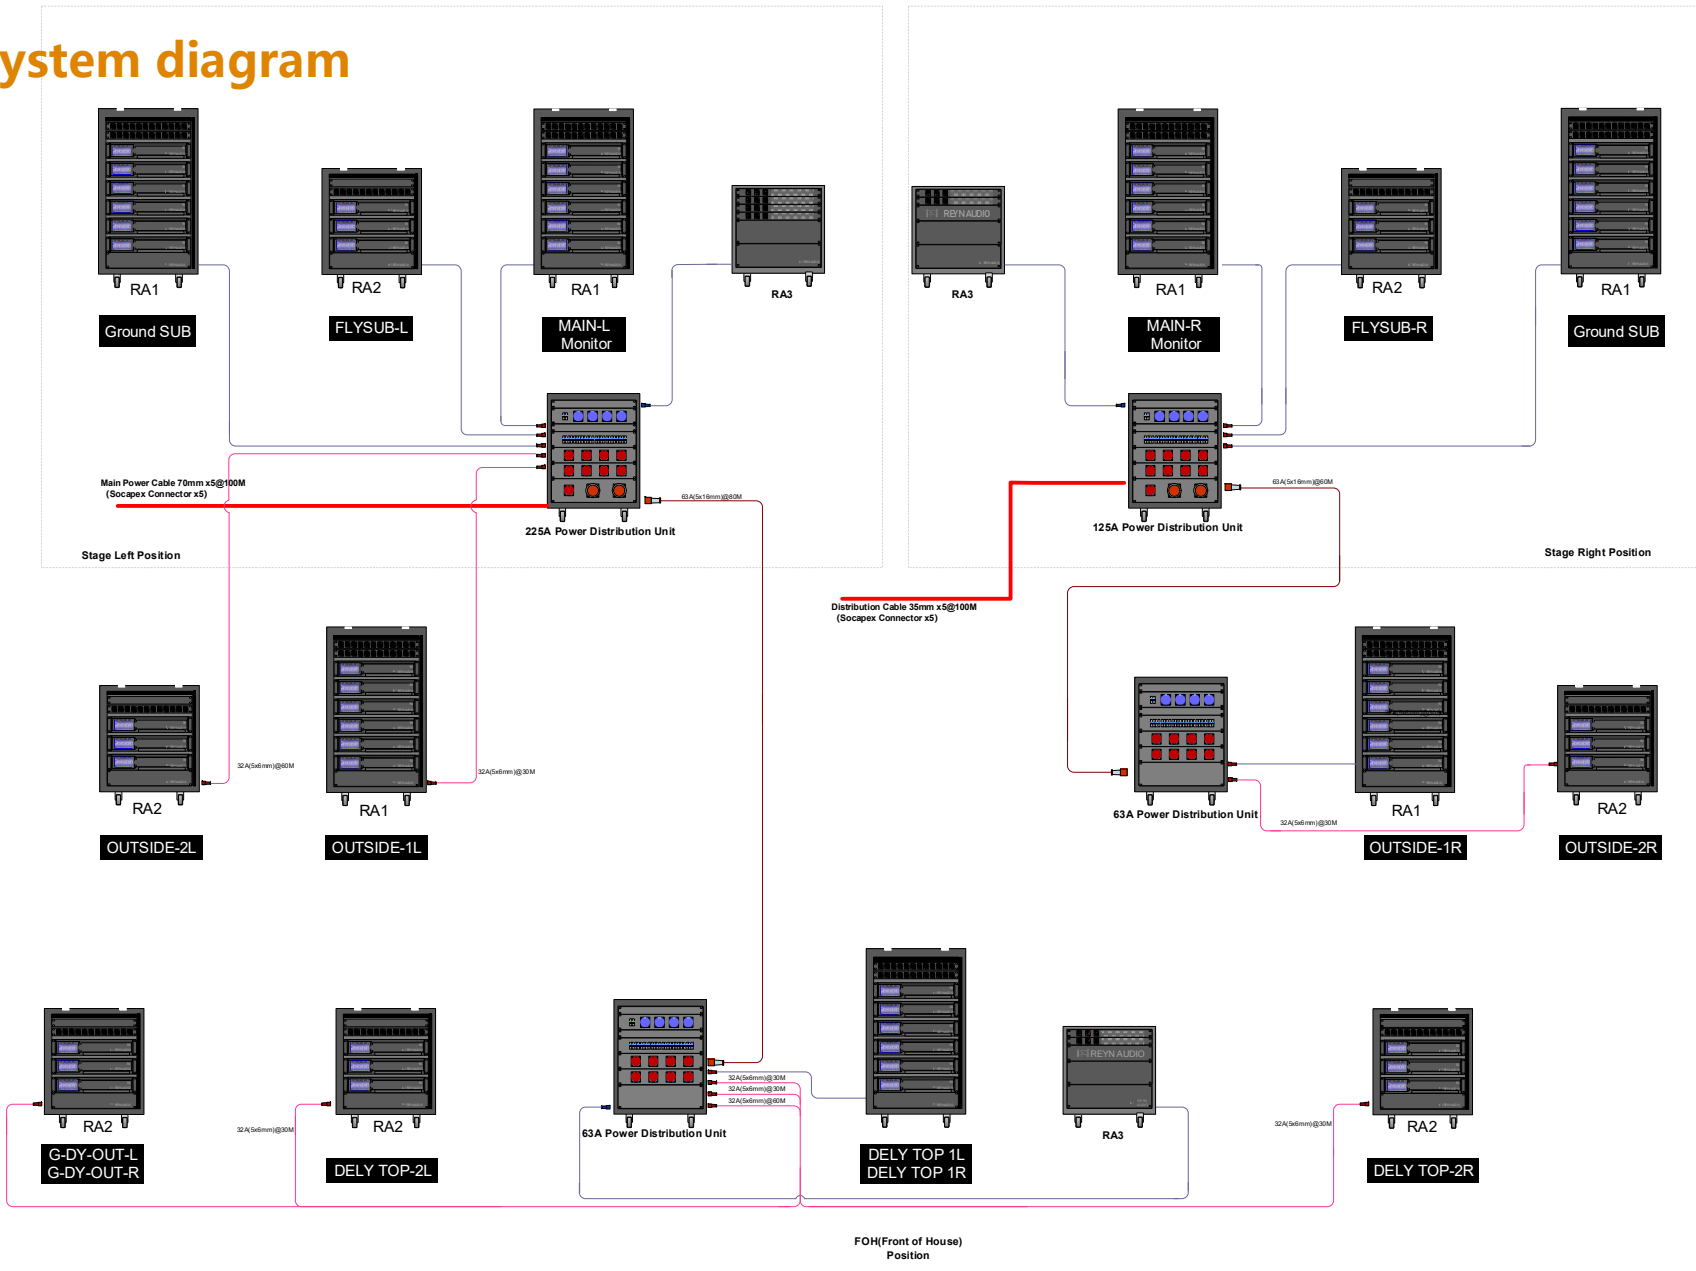 ystem diagram
RA1
Ground SUB
RA2
FLYSUB-L
RA1
MAIN-L
Monitor
RA3
REYN AUDIO
RA3
RA1
MAIN-R
Monitor
RA2
FLYSUB-R
RA1
Ground SUB
Main Power Cable 70mm x5@100M
(Socapex Connector x5)
63A(5x16mm)@80M
225A Power Distribution Unit
Stage Left Position
63A(5x16mm)@60M
125A Power Distribution Unit
Stage Right Position
Distribution Cable 35mm x5@100M
(Socapex Connector x5)
32A(5x6mm)@60M
RA2
OUTSIDE-2L
32A(5x6mm)@30M
RA1
OUTSIDE-1L
63A Power Distribution Unit
32A(5x6mm)@30M
RA1
OUTSIDE-1R
RA2
OUTSIDE-2R
RA2
G-DY-OUT-L
G-DY-OUT-R
32A(5x6mm)@30M
RA2
DELY TOP-2L
32A(5x6mm)@30M
32A(5x6mm)@30M
32A(5x6mm)@60M
63A Power Distribution Unit
DELY TOP 1L
DELY TOP 1R
REYN AUDIO
RA3
32A(5x6mm)@30M
RA2
DELY TOP-2R
FOH(Front of House)
Position